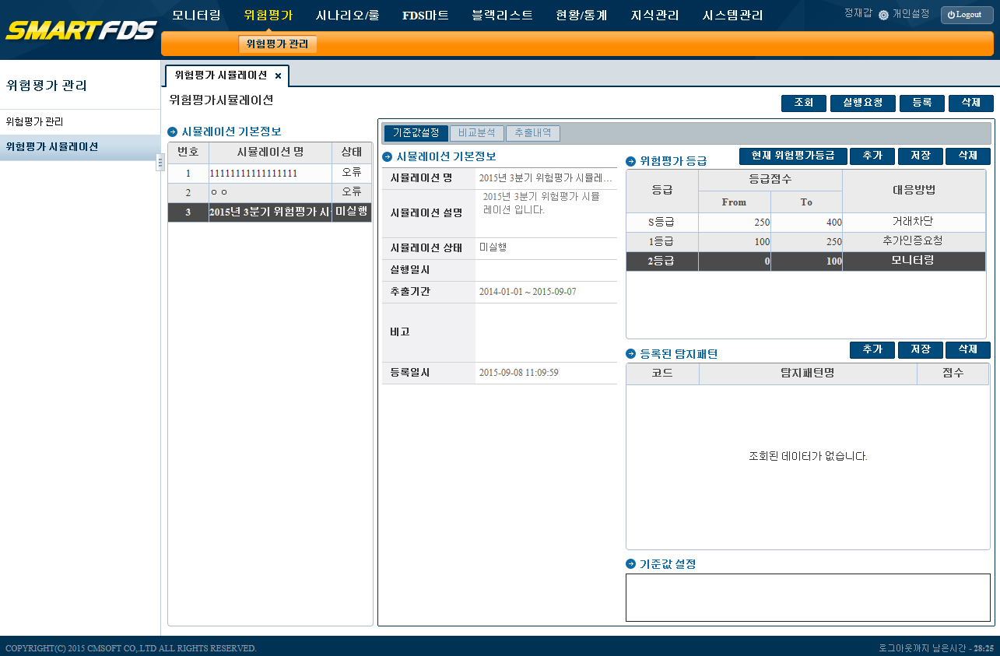 SMARTFDS
모니터링 위험평가 시나리오/룰 FDS마트 블랙리스트 현황/통계 지식관리 시스템관리
정재갑 개인설정 Logout
위험평가 관리
위험평가 관리
위험평가 관리
위험평가 시뮬레이션
위험평가 시뮬레이션 ×
위험평가시뮬레이션
조회 실행요청 등록 삭제
시뮬레이션 기본정보
번호 시뮬레이션 명 상태
1 11111111111111111 오류
2 ㅇㅇ 오류
3 2015년 3분기 위험평가 시 미실행
기준값설정 비교분석 추출내역
시뮬레이션 기본정보
시뮬레이션 명 2015년 3분기 위험평가 시뮬레...
시뮬레이션 설명 2015년 3분기 위험평가 시뮬
레이션 입니다.
시뮬레이션 상태 미실행
실행일시
추출기간 2014-01-01 ~ 2015-09-07
비고
등록일시 2015-09-08 11:09:59
위험평가 등급
현재 위험평가등급 추가 저장 삭제
등급 등급점수 대응방법
From To
S등급 250 400 거래차단
1등급 100 250 추가인증요청
2등급 0 100 모니터링
등록된 탐지패턴
추가 저장 삭제
코드 탐지패턴명 점수
조회된 데이터가 없습니다.
기준값 설정
COPYRIGHT(C) 2015 CMSOFT CO,.LTD ALL RIGHTS RESERVED.
로그아웃까지 남은시간 - 28:25